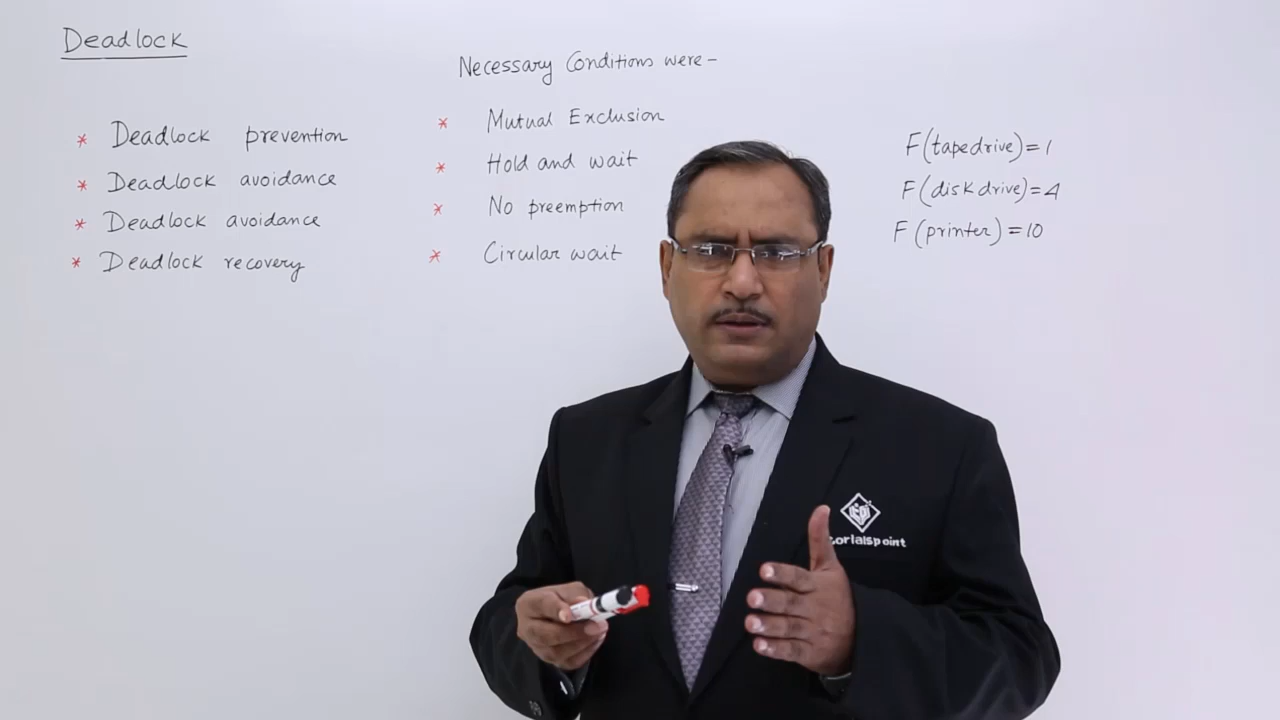 Deadlock
* Deadlock prevention
* Deadlock avoidance
* Deadlock avoidance
* Deadlock recovery
Necessary Conditions were -
* Mutual Exclusion
* Hold and wait
* No preemption
* Circular wait
F(tapedrive)=1
F(disk drive)=4
F(printer)=10
torialspoint